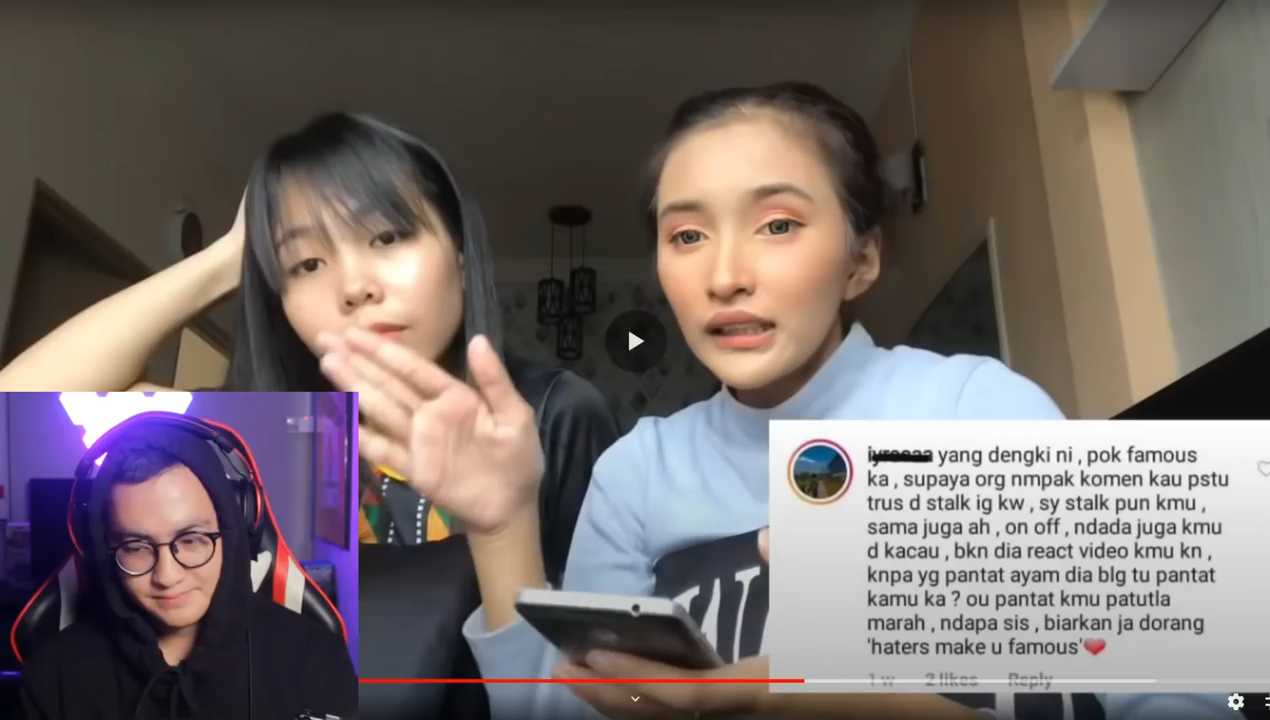 yang dengki ni , pok famous
ka , supaya org nmpak komen kau pstu
trus d stalk ig kw , sy stalk pun kmu ,
sama juga ah , on off , ndada juga kmu
d kacau , bkn dia react video kmu kn ,
knpa yg pantat ayam dia blg tu pantat
kamu ka ? ou pantat kmu patutla
marah , ndapa sis , biarkan ja dorang
'haters make u famous'❤
1 w 2 likes Reply